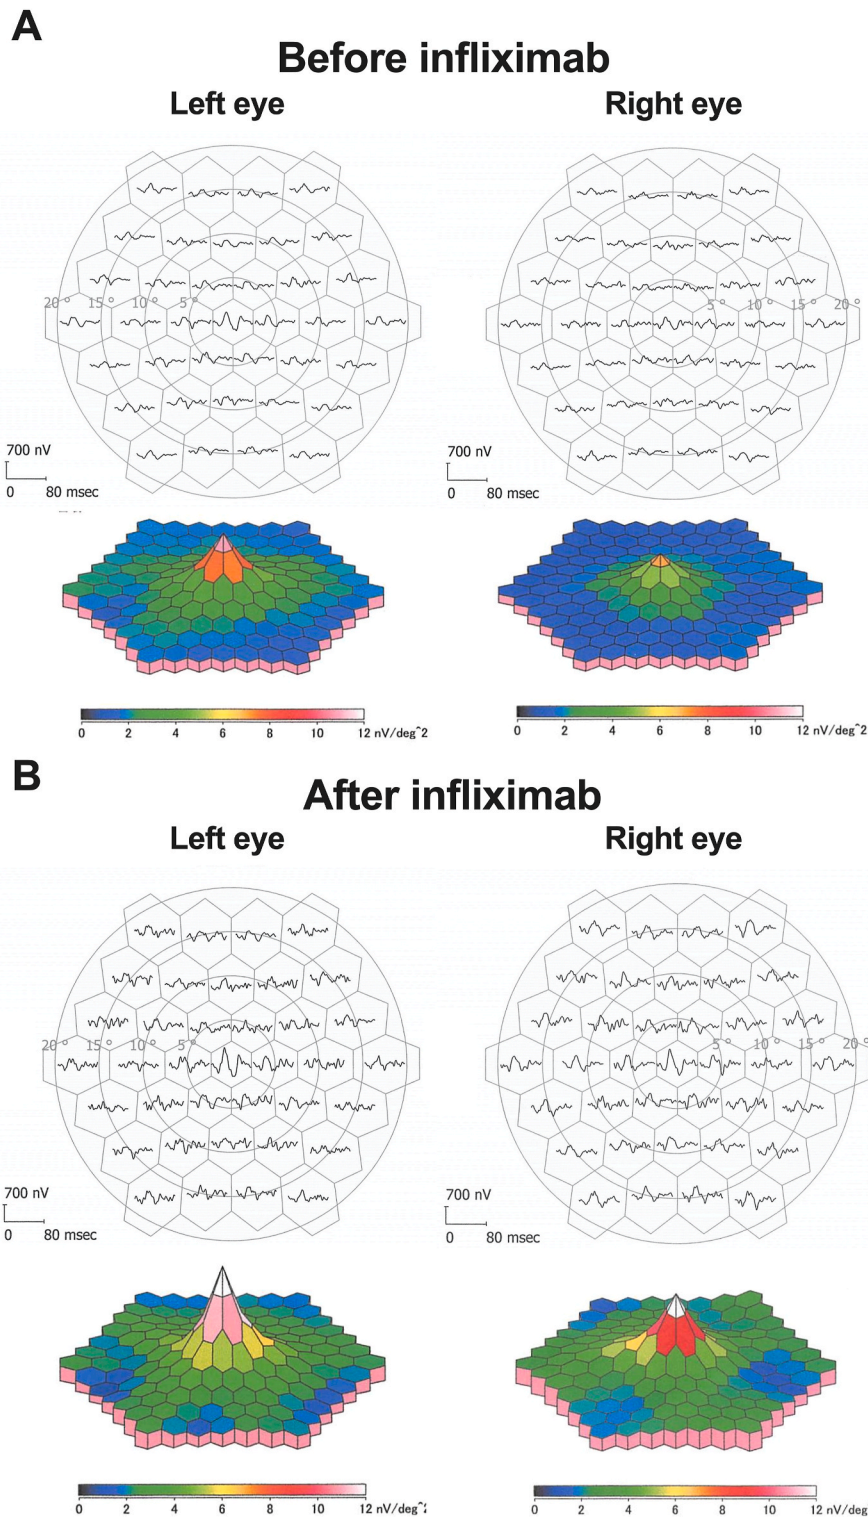 A
Before infliximab
Left eye
Right eye
20° 15° 10° 5°
5° 10° 15° 20°
700 nV
0 80 msec
700 nV
0 80 msec
0 2 4 6 8 10 12 nV/deg^2
0 2 4 6 8 10 12 nV/deg^2
B
After infliximab
Left eye
Right eye
20° 15° 10° 5°
5° 10° 15° 20°
700 nV
0 80 msec
700 nV
0 80 msec
0 2 4 6 8 10 12 nV/deg^2
0 2 4 6 8 10 12 nV/deg